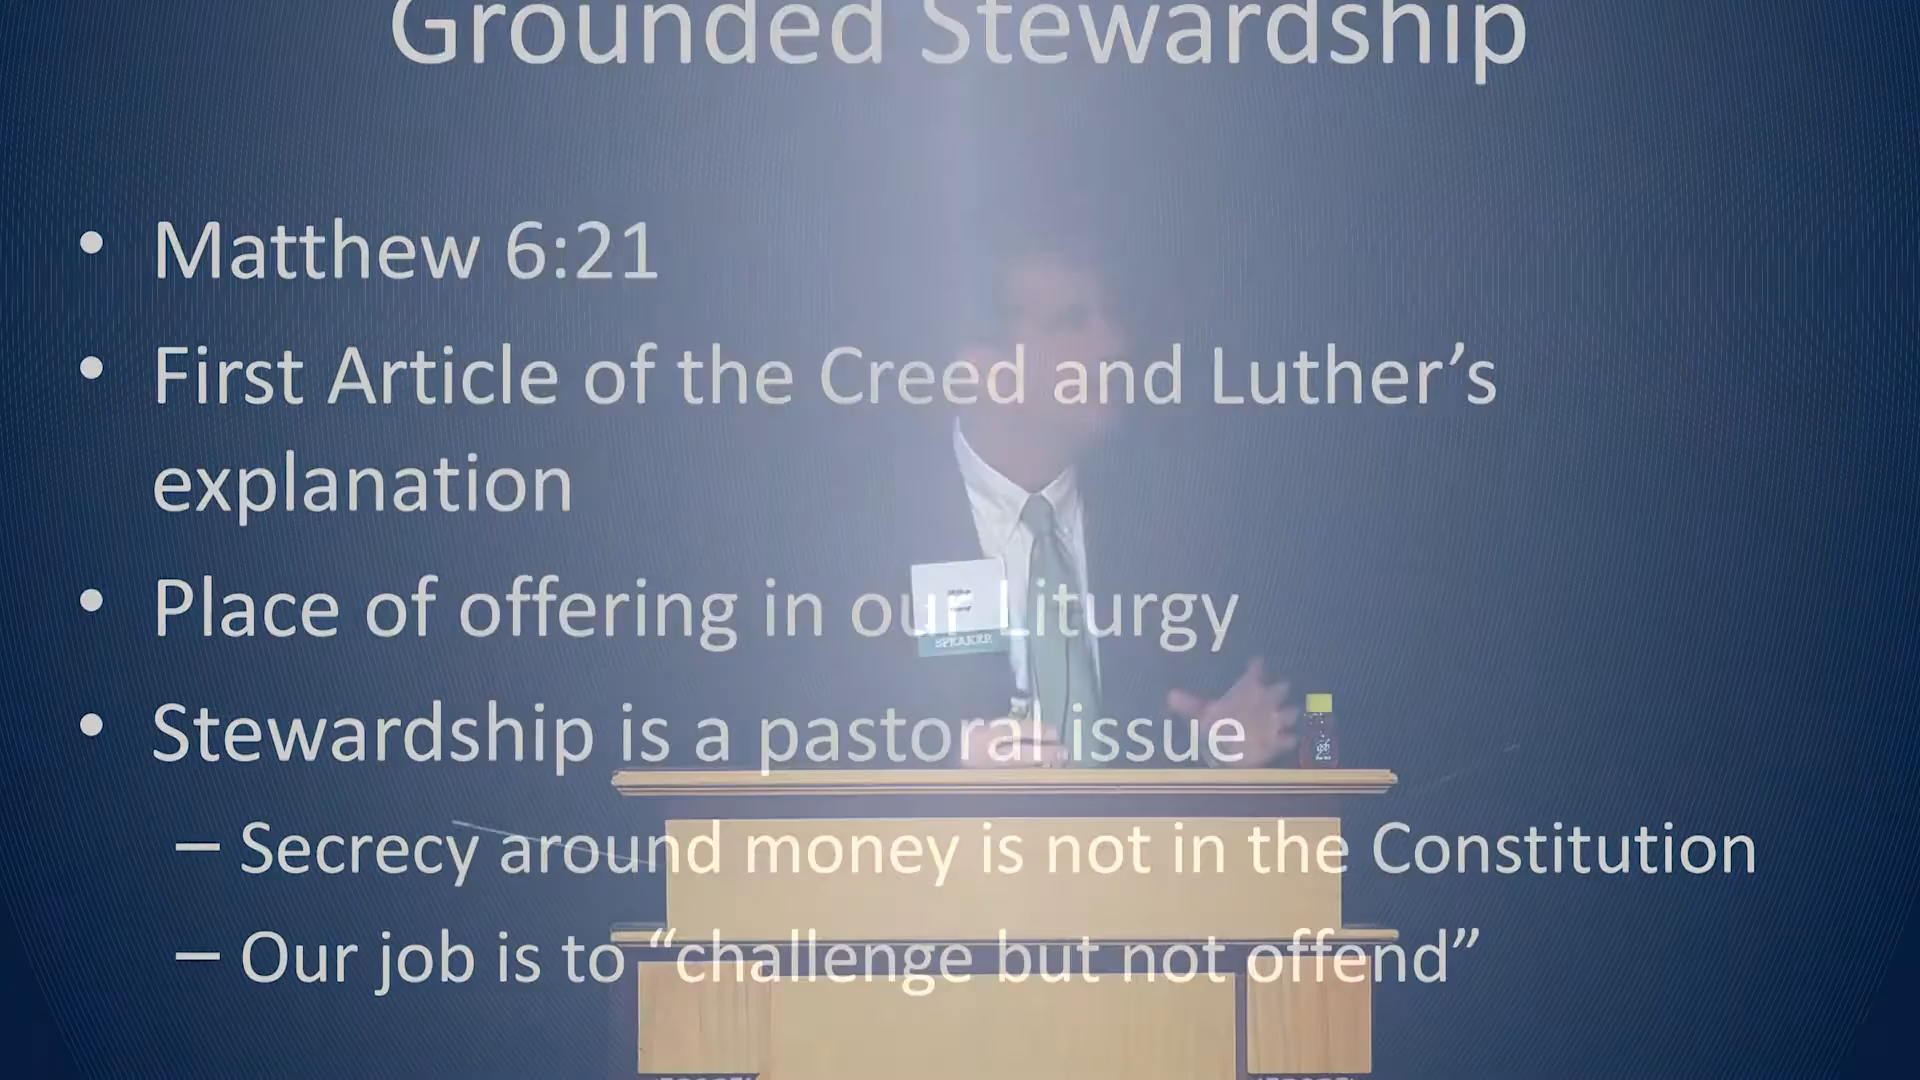 Grounded Stewardship
• Matthew 6:21
• First Article of the Creed and Luther’s
explanation
• Place of offering in our Liturgy
• Stewardship is a pastoral issue
– Secrecy around money is not in the Constitution
– Our job is to “challenge but not offend”
SPEAKER